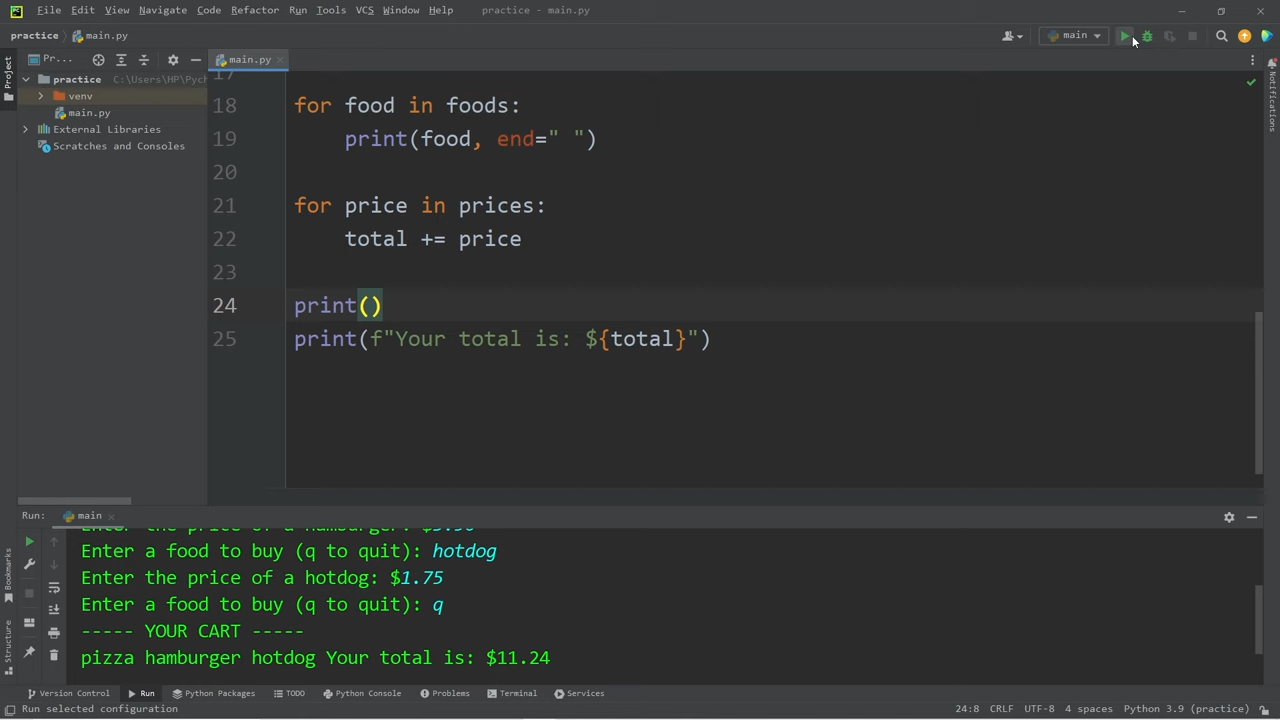 File Edit View Navigate Code Refactor Run Tools VCS Window Help practice - main.py
practice main.py main
Project
Pr...
main.py
practice C:\Users\HP\Pych
venv
main.py
External Libraries
Scratches and Consoles
17
18 for food in foods:
19 print(food, end=" ")
20
21 for price in prices:
22 total += price
23
24 print()
25 print(f"Your total is: ${total}")
Notifications
Run: main
Enter the price of a hamburger: $
Enter a food to buy (q to quit): hotdog
Enter the price of a hotdog: $1.75
Enter a food to buy (q to quit): q
----- YOUR CART -----
pizza hamburger hotdog Your total is: $11.24
Bookmarks
Structure
Version Control Run Python Packages TODO Python Console Problems Terminal Services
Run selected configuration 24:8 CRLF UTF-8 4 spaces Python 3.9 (practice)